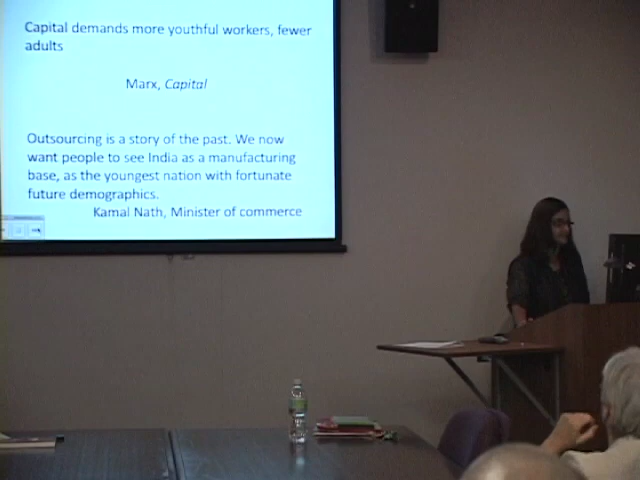 Capital demands more youthful workers, fewer
adults
Marx, Capital
Outsourcing is a story of the past. We now
want people to see India as a manufacturing
base, as the youngest nation with fortunate
future demographics.
Kamal Nath, Minister of commerce